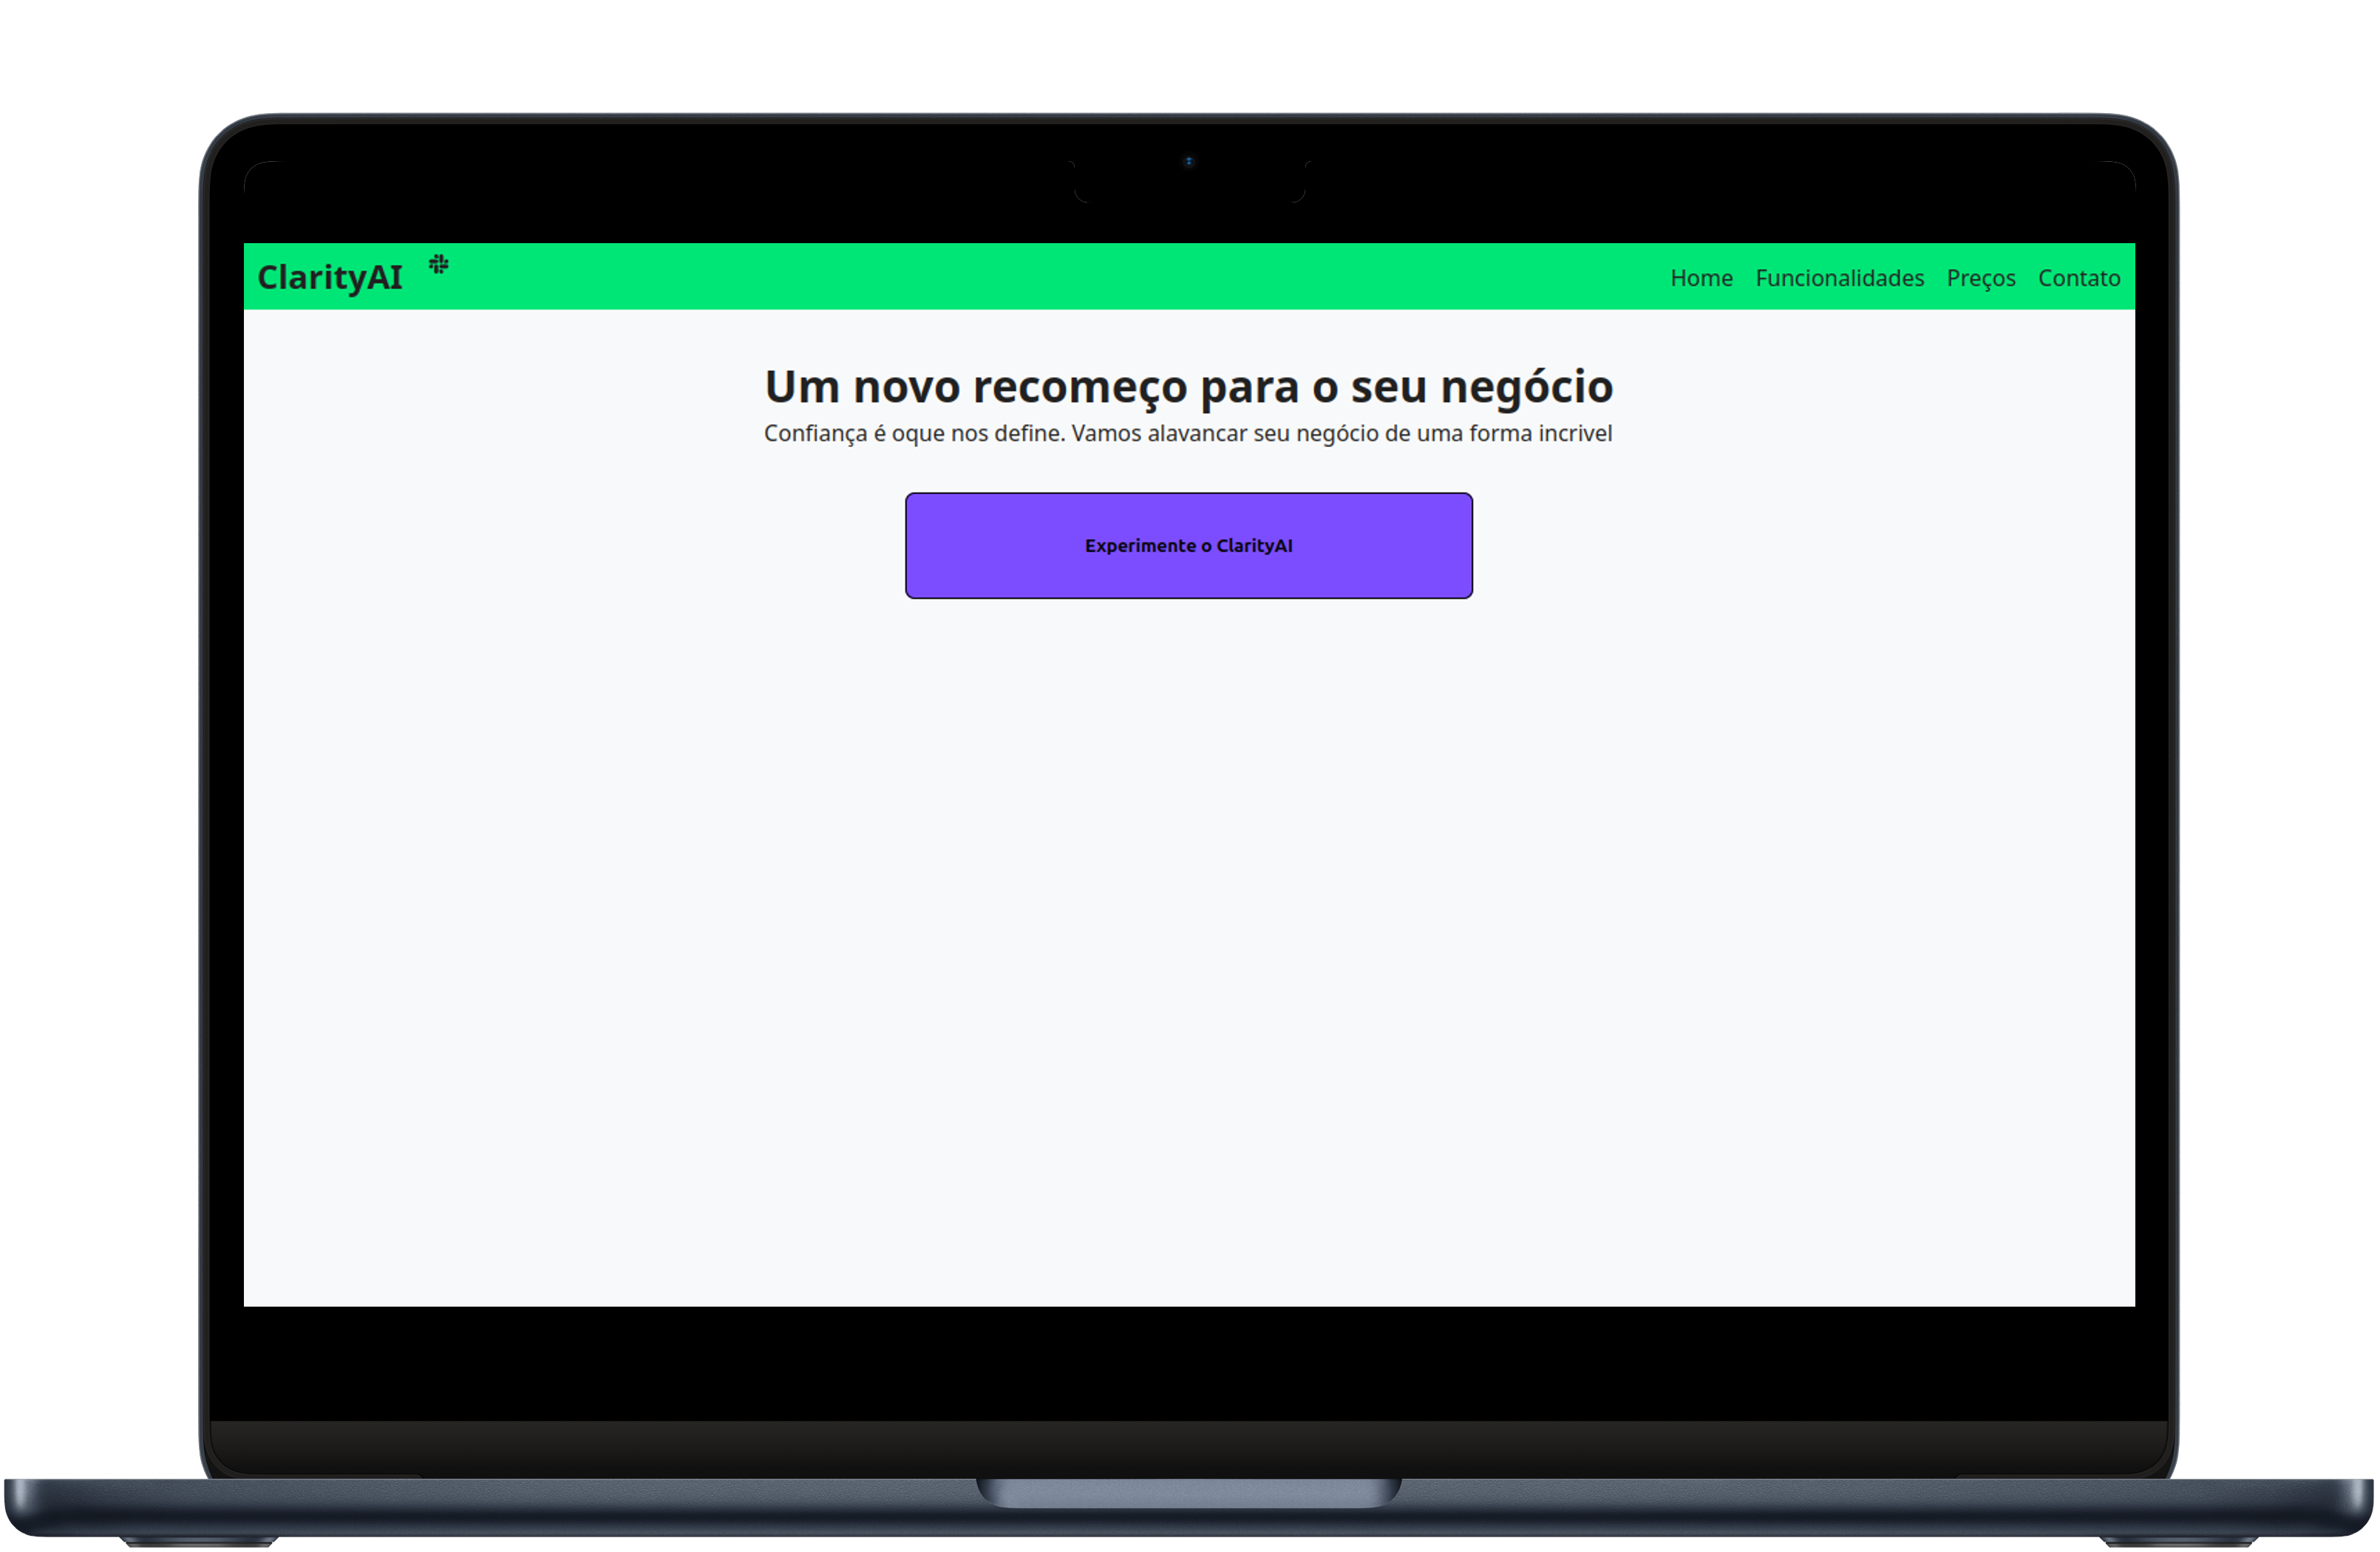 ClarityAI
Home Funcionalidades Preços Contato
Um novo recomeço para o seu negócio
Confiança é oque nos define. Vamos alavancar seu negócio de uma forma incrivel
Experimente o ClarityAI